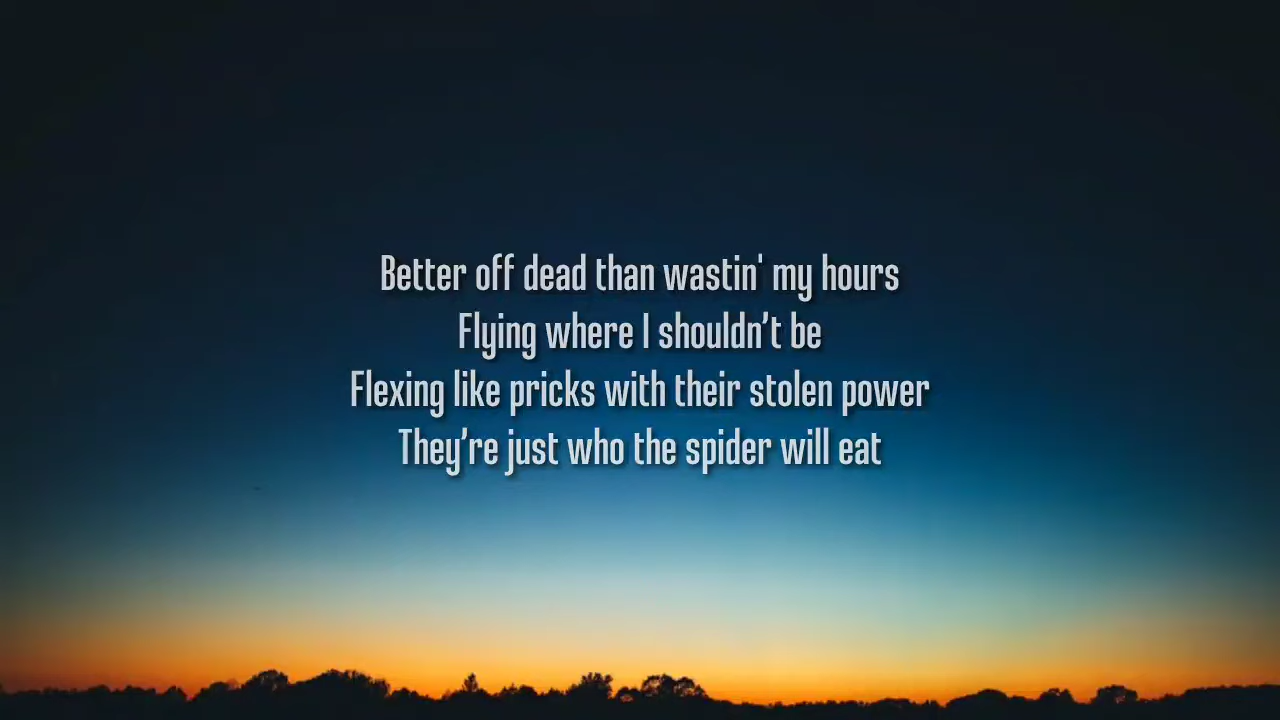 Better off dead than wastin' my hours
Flying where I shouldn’t be
Flexing like pricks with their stolen power
They’re just who the spider will eat